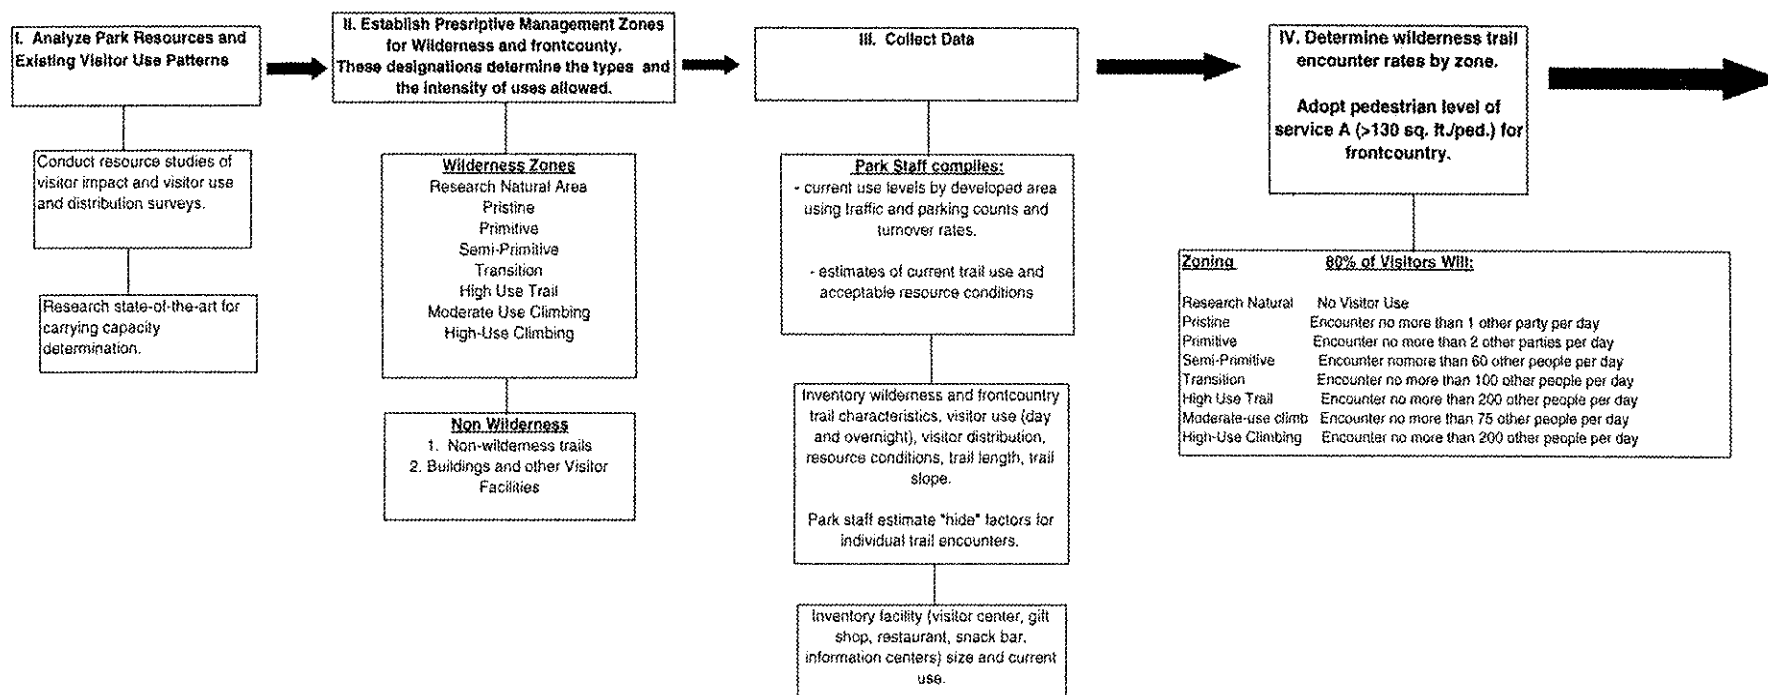 I. Analyze Park Resources and
Existing Visitor Use Patterns
Conduct resource studies of
visitor impact and visitor use
and distribution surveys.
Research state-of-the-art for
carrying capacity
determination.
II. Establish Presriptive Management Zones
for Wilderness and frontcounty.
These designations determine the types and
the intensity of uses allowed.
Wilderness Zones
Research Natural Area
Pristine
Primitive
Semi-Primitive
Transition
High Use Trail
Moderate Use Climbing
High-Use Climbing
Non Wilderness
1. Non-wilderness trails
2. Buildings and other Visitor
Facilities
III. Collect Data
Park Staff compiles:
- current use levels by developed area
using traffic and parking counts and
turnover rates.
- estimates of current trail use and
acceptable resource conditions
Inventory wilderness and frontcountry
trail characteristics, visitor use (day
and overnight), visitor distribution,
resource conditions, trail length, trail
slope.
Park staff estimate "hide" factors for
individual trail encounters.
Inventory facility (visitor center, gift
shop, restaurant, snack bar,
information centers) size and current
use.
IV. Determine wilderness trail
encounter rates by zone.
Adopt pedestrian level of
service A (>130 sq. ft./ped.) for
frontcountry.
Zoning 80% of Visitors Will:
Research Natural No Visitor Use
Pristine Encounter no more than 1 other party per day
Primitive Encounter no more than 2 other parties per day
Semi-Primitive Encounter nomore than 60 other people per day
Transition Encounter no more than 100 other people per day
High Use Trail Encounter no more than 200 other people per day
Moderate-use climb Encounter no more than 75 other people per day
High-Use Climbing Encounter no more than 200 other people per day